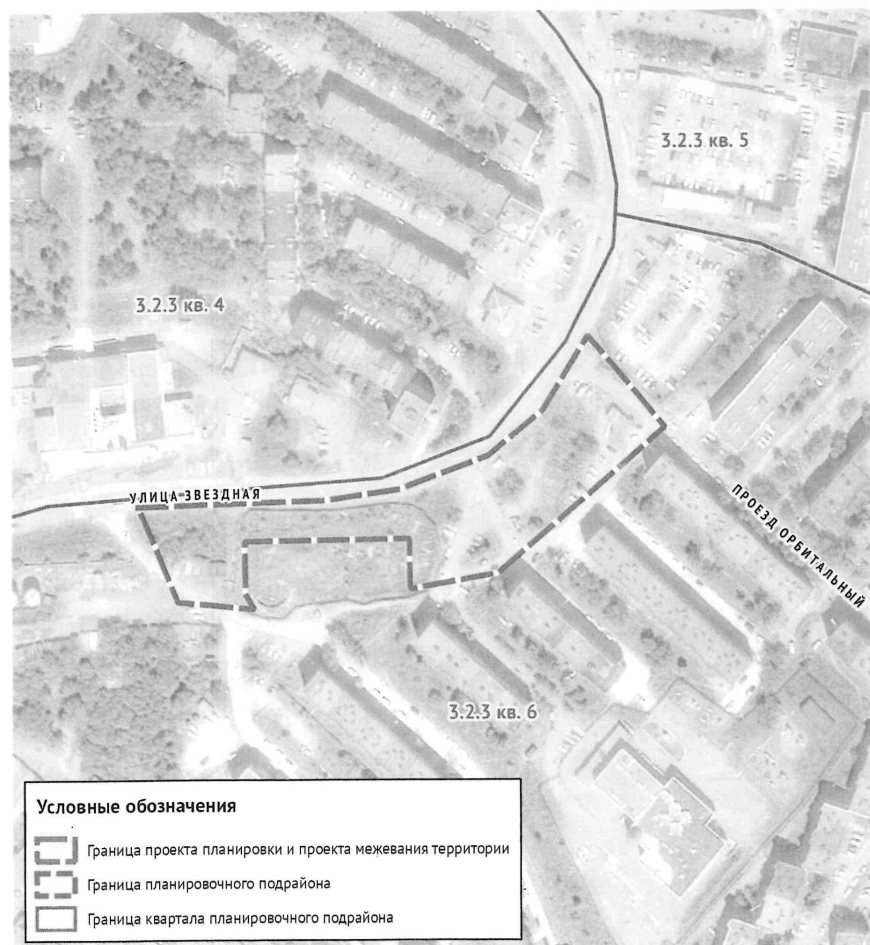 3.2.3 кв. 5
3.2.3 кв. 4
УЛИЦА ЗВЕЗДНАЯ
ПРОЕЗД ОРБИТАЛЬНЫЙ
3.2.3 кв. 6
Условные обозначения
Граница проекта планировки и проекта межевания территории
Граница планировочного подрайона
Граница квартала планировочного подрайона